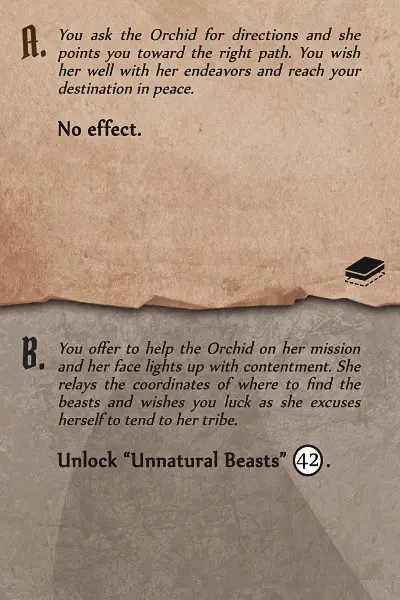 A. You ask the Orchid for directions and she
points you toward the right path. You wish
her well with her endeavors and reach your
destination in peace.
No effect.
B. You offer to help the Orchid on her mission
and her face lights up with contentment. She
relays the coordinates of where to find the
beasts and wishes you luck as she excuses
herself to tend to her tribe.
Unlock “Unnatural Beasts” 42.